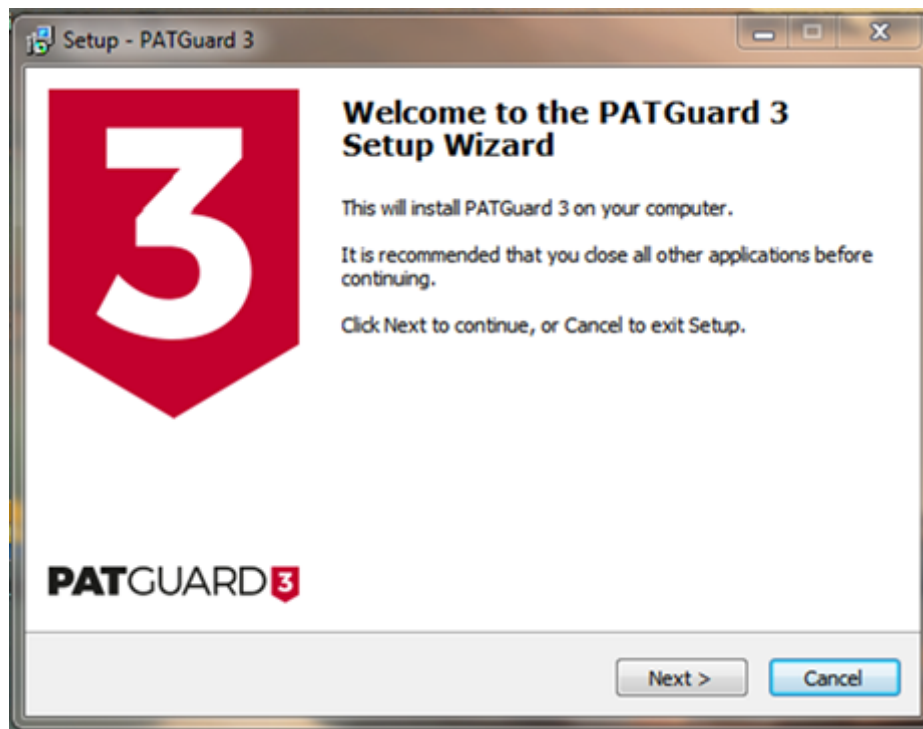 Setup - PATGuard 3
3
Welcome to the PATGuard 3
Setup Wizard
This will install PATGuard 3 on your computer.
It is recommended that you close all other applications before
continuing.
Click Next to continue, or Cancel to exit Setup.
PATGUARD 3
Next >
Cancel